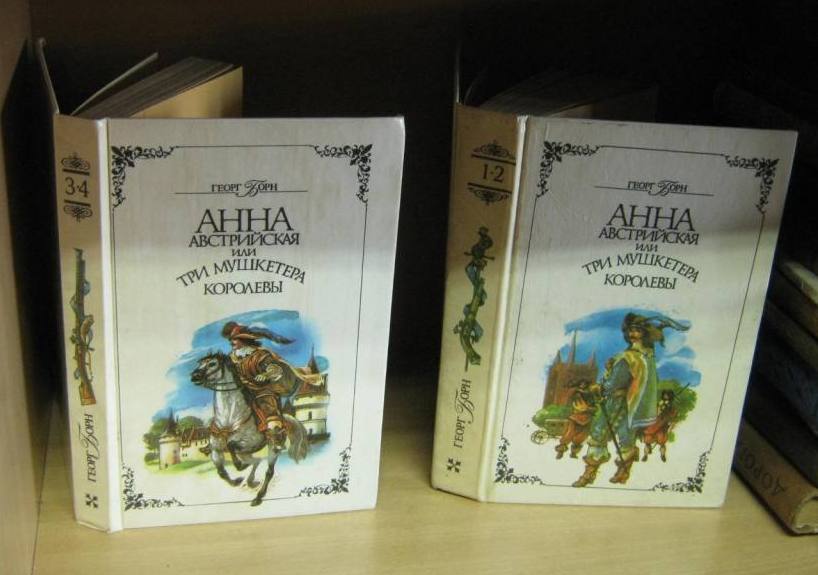 3-4
ГЕОРГ БОРН
ГЕОРГ БОРН
АННА
АВСТРИЙСКАЯ
ИЛИ
ТРИ МУШКЕТЕРА
КОРОЛЕВЫ
1-2
ГЕОРГ БОРН
ГЕОРГ БОРН
АННА
АВСТРИЙСКАЯ
ИЛИ
ТРИ МУШКЕТЕРА
КОРОЛЕВЫ